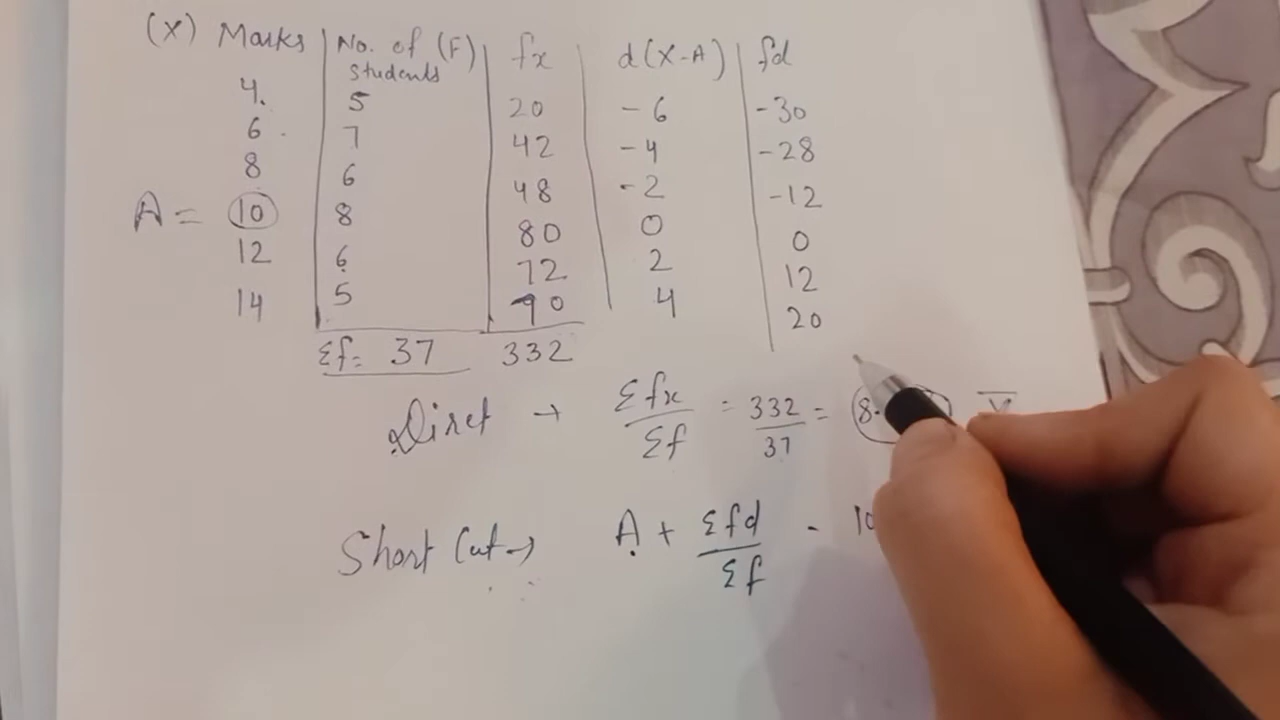 (X) Marks No. of (F) students fx d(X-A) fd
4 5 20 -6 -30
6 7 42 -4 -28
8 6 48 -2 -12
A = 10 8 80 0 0
12 6 72 2 12
14 5 90 4 20
Σf = 37 332
Direct → Σfx / Σf = 332 / 37 = 8.
Short Cut → A + Σfd / Σf - 10